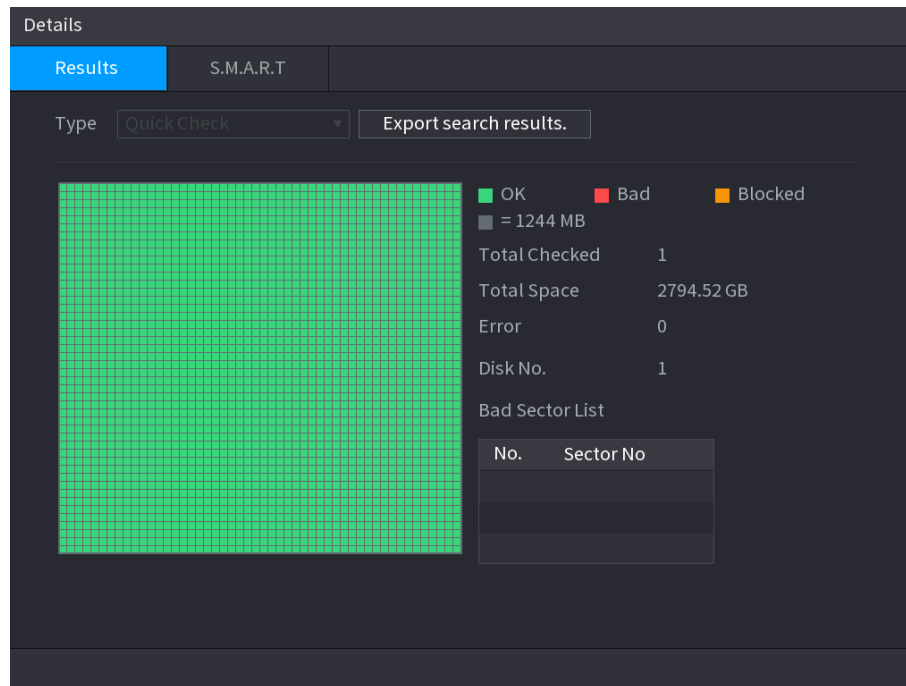 Details
Results S.M.A.R.T
Type Quick Check Export search results.
OK Bad Blocked
= 1244 MB
Total Checked 1
Total Space 2794.52 GB
Error 0
Disk No. 1
Bad Sector List
No. Sector No